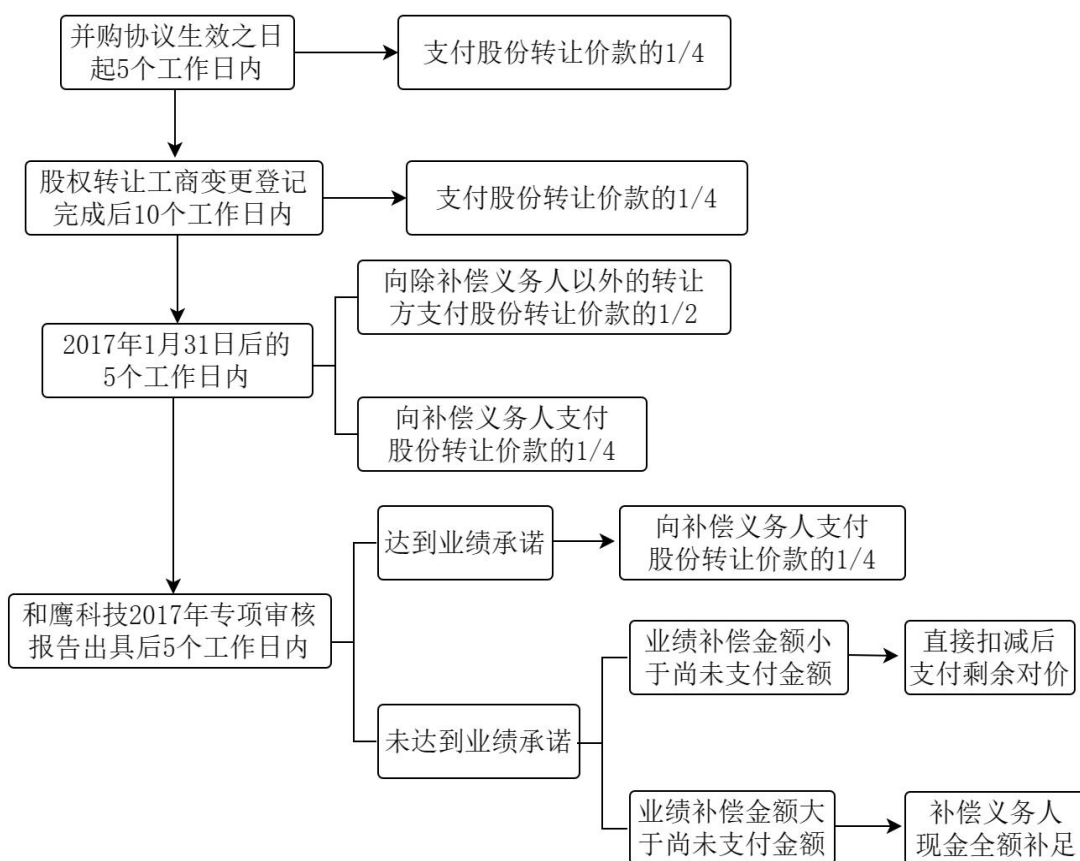 并购协议生效之日
起5个工作日内
支付股份转让价款的1/4
股权转让工商变更登记
完成后10个工作日内
支付股份转让价款的1/4
2017年1月31日后的
5个工作日内
向除补偿义务人以外的转让
方支付股份转让价款的1/2
向补偿义务人支付
股份转让价款的1/4
和鹰科技2017年专项审核
报告出具后5个工作日内
达到业绩承诺
向补偿义务人支付
股份转让价款的1/4
未达到业绩承诺
业绩补偿金额小
于尚未支付金额
直接扣减后
支付剩余对价
业绩补偿金额大
于尚未支付金额
补偿义务人
现金全额补足